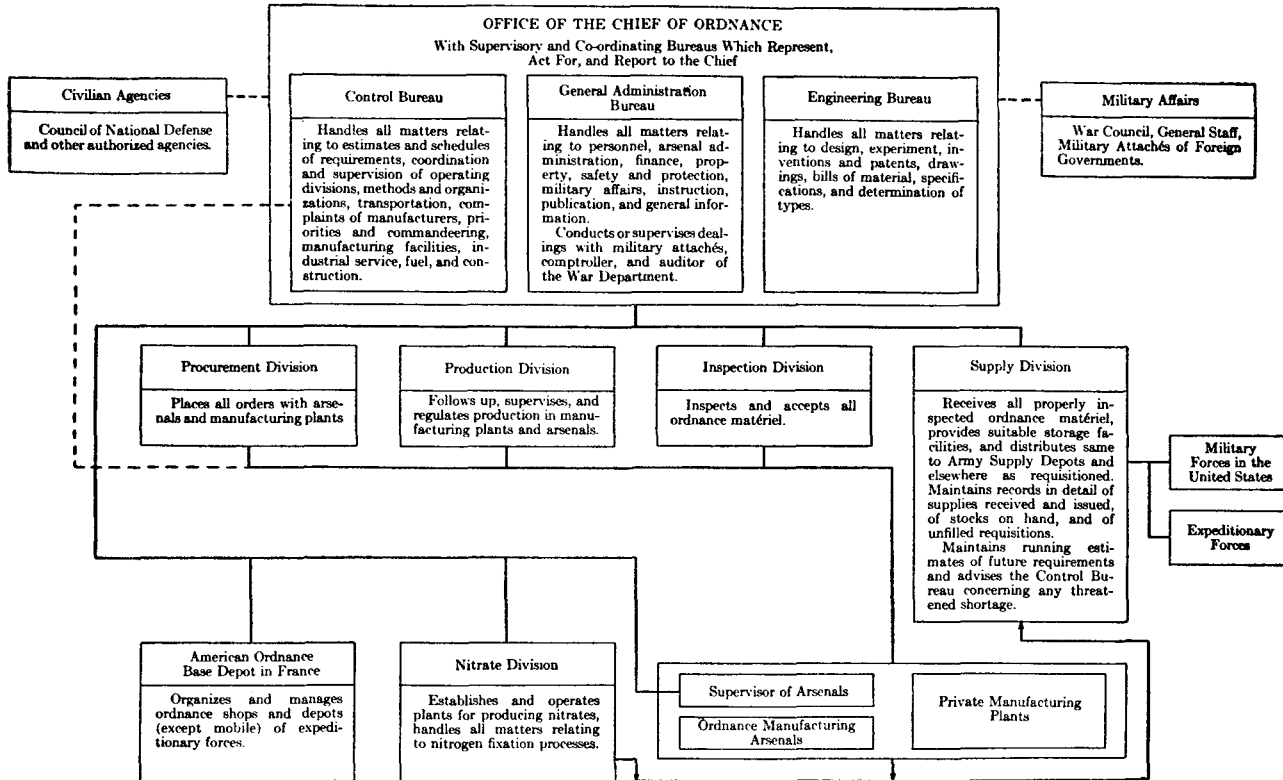 OFFICE OF THE CHIEF OF ORDNANCE
With Supervisory and Co-ordinating Bureaus Which Represent,
Act For, and Report to the Chief
Civilian Agencies
Council of National Defense
and other authorized agencies.
Control Bureau
Handles all matters relat-
ing to estimates and schedules
of requirements, coordination
and supervision of operating
divisions, methods and organi-
zations, transportation, com-
plaints of manufacturers, pri-
orities and commandeering,
manufacturing facilities, in-
dustrial service, fuel, and con-
struction.
General Administration
Bureau
Handles all matters relat-
ing to personnel, arsenal ad-
ministration, finance, prop-
erty, safety and protection,
military affairs, instruction,
publication, and general infor-
mation.
Conducts or supervises deal-
ings with military attachés,
comptroller, and auditor of
the War Department.
Engineering Bureau
Handles all matters relat-
ing to design, experiment, in-
ventions and patents, draw-
ings, bills of material, specifi-
cations, and determination of
types.
Military Affairs
War Council, General Staff,
Military Attachés of Foreign
Governments.
Procurement Division
Places all orders with arse-
nals and manufacturing plants
Production Division
Follows up, supervises, and
regulates production in manu-
facturing plants and arsenals.
Inspection Division
Inspects and accepts all
ordnance matériel.
Supply Division
Receives all properly in-
spected ordnance matériel,
provides suitable storage fa-
cilities, and distributes same
to Army Supply Depots and
elsewhere as requisitioned.
Maintains records in detail of
supplies received and issued,
of stocks on hand, and of
unfilled requisitions.
Maintains running esti-
mates of future requirements
and advises the Control Bu-
reau concerning any threat-
ened shortage.
Military
Forces in the
United States
Expeditionary
Forces
American Ordnance
Base Depot in France
Organizes and manages
ordnance shops and depots
(except mobile) of expedi-
tionary forces.
Nitrate Division
Establishes and operates
plants for producing nitrates,
handles all matters relating
to nitrogen fixation processes.
Supervisor of Arsenals
Ordnance Manufacturing
Arsenals
Private Manufacturing
Plants